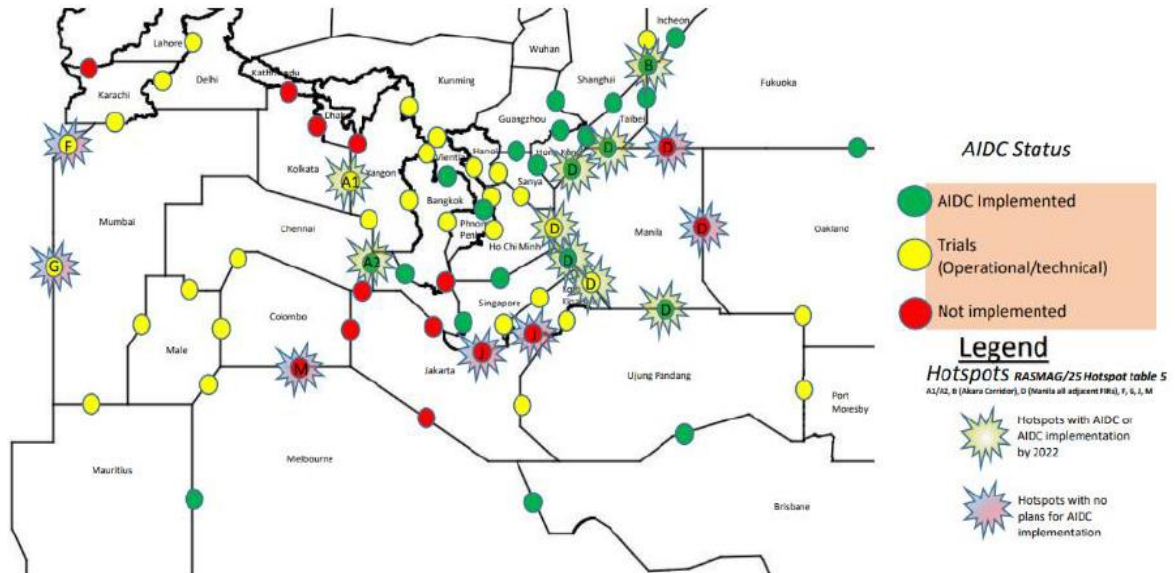 Incheon
Lahore
Wuhan
Delhi
Kathmandu
Kunming
Shanghai
Fukuoka
Karachi
B
Dhaka
Guangzhou
Taibei
F
Hanoi
Hong Kong
D
D
Vientia
D
Kolkata
A1
Yangon
Sanya
Bangkok
Mumbai
Phnom
Penh
D
Manila
D
Oakland
Chennai
Ho Chi Minh
G
A2
D
D
Singapore
D
Colombo
J
J
Male
M
Jakarta
Ujung Pandang
Port
Moresby
Mauritius
Melbourne
Brisbane
AIDC Status
AIDC Implemented
Trials
(Operational/technical)
Not implemented
Legend
Hotspots RASMAG/25 Hotspot table 5
A1/A2, B (Akara Corridor), D (Manila all adjacent FIRs), F, G, J, M
Hotspots with AIDC or
AIDC implementation
by 2022
Hotspots with no
plans for AIDC
implementation